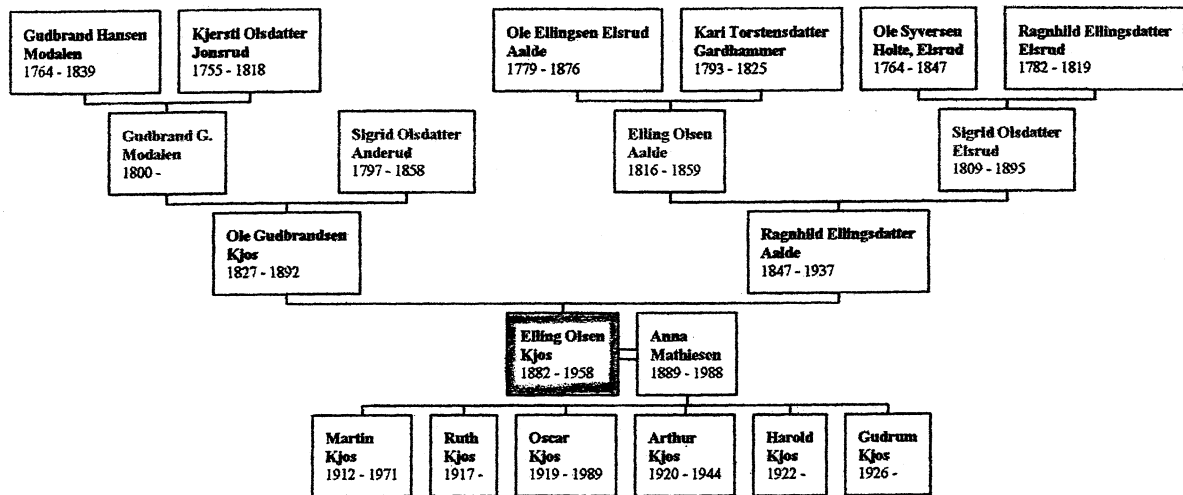 Gudbrand Hansen
Modalen
1764 - 1839
Kjersti Olsdatter
Jonsrud
1755 - 1818
Ole Ellingsen Elsrud
Aalde
1779 - 1876
Kari Torstensdatter
Gardhammer
1793 - 1825
Ole Syversen
Holte, Elsrud
1764 - 1847
Ragnhild Ellingsdatter
Elsrud
1782 - 1819
Gudbrand G.
Modalen
1800 -
Sigrid Olsdatter
Anderud
1797 - 1858
Elling Olsen
Aalde
1816 - 1859
Sigrid Olsdatter
Elsrud
1809 - 1895
Ole Gudbrandsen
Kjos
1827 - 1892
Ragnhild Ellingsdatter
Aalde
1847 - 1937
Elling Olsen
Kjos
1882 - 1958
Anna
Mathiesen
1889 - 1988
Martin
Kjos
1912 - 1971
Ruth
Kjos
1917 -
Oscar
Kjos
1919 - 1989
Arthur
Kjos
1920 - 1944
Harold
Kjos
1922 -
Gudrum
Kjos
1926 -